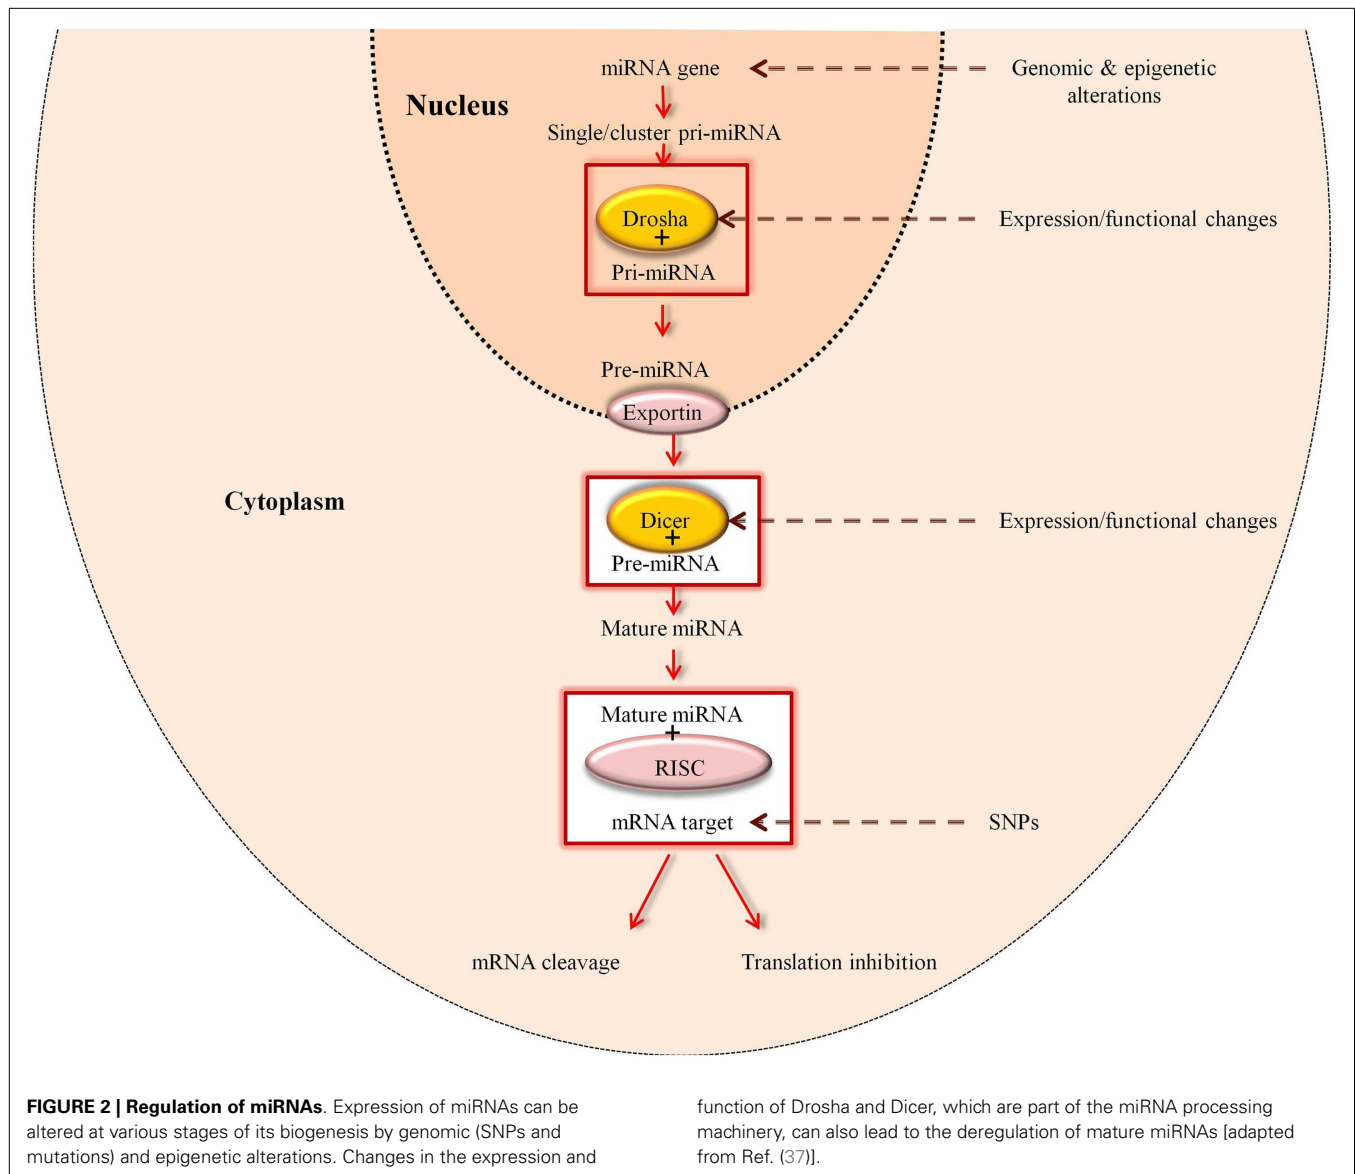 miRNA gene
Genomic & epigenetic
alterations
Nucleus
Single/cluster pri-miRNA
Drosha
+
Pri-miRNA
Expression/functional changes
Pre-miRNA
Exportin
Cytoplasm
Dicer
+
Pre-miRNA
Expression/functional changes
Mature miRNA
Mature miRNA
+
RISC
mRNA target
SNPs
mRNA cleavage
Translation inhibition
FIGURE 2 | Regulation of miRNAs. Expression of miRNAs can be
altered at various stages of its biogenesis by genomic (SNPs and
mutations) and epigenetic alterations. Changes in the expression and
function of Drosha and Dicer, which are part of the miRNA processing
machinery, can also lead to the deregulation of mature miRNAs [adapted
from Ref. (37)].